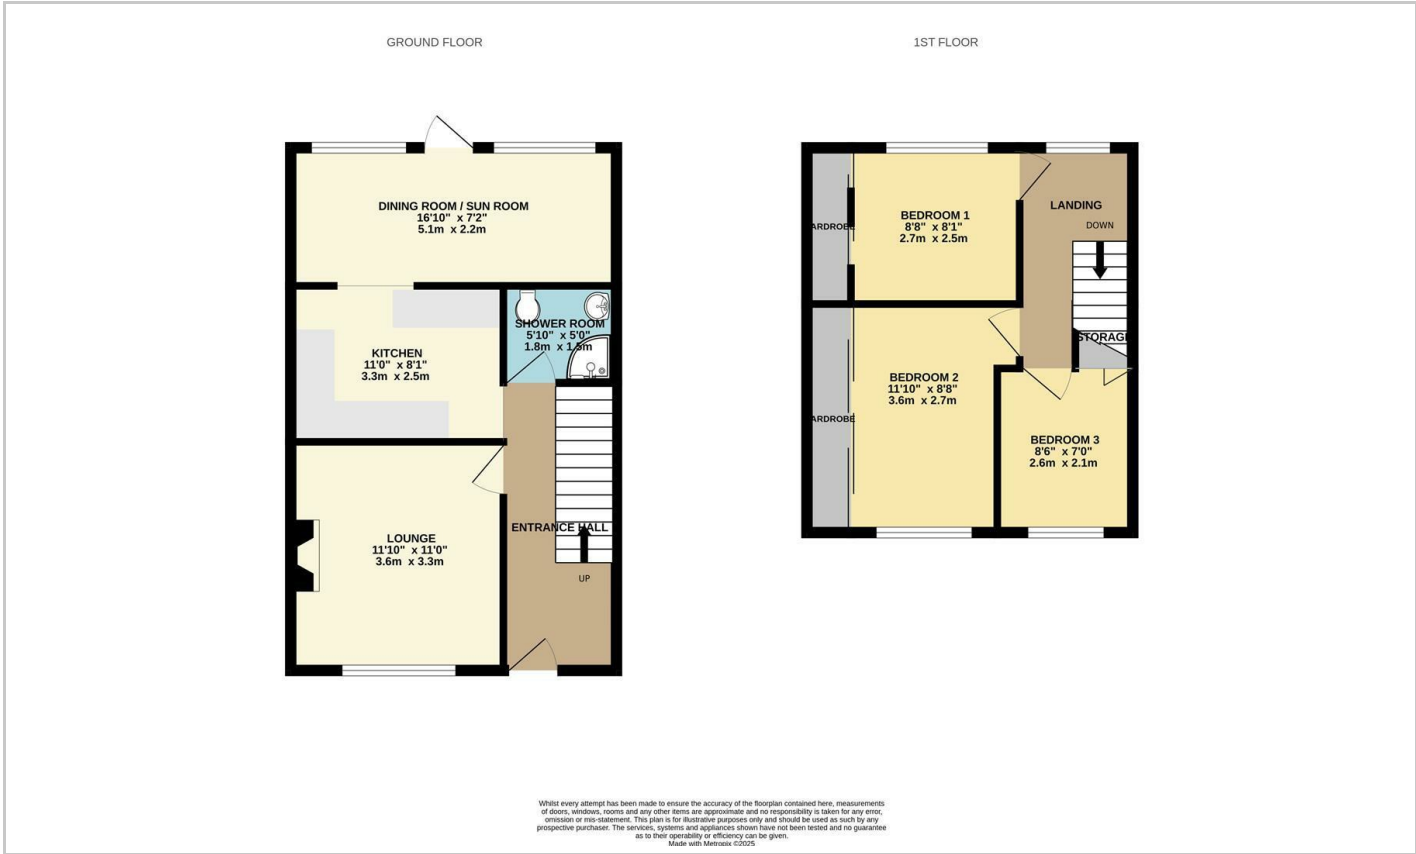 GROUND FLOOR
1ST FLOOR
DINING ROOM / SUN ROOM
16'10" x 7'2"
5.1m x 2.2m
KITCHEN
11'0" x 8'1"
3.3m x 2.5m
SHOWER ROOM
5'10" x 5'0"
1.8m x 1.5m
LOUNGE
11'10" x 11'0"
3.6m x 3.3m
ENTRANCE HALL
UP
ARDROBE
BEDROOM 1
8'8" x 8'1"
2.7m x 2.5m
LANDING
DOWN
STORAGE
ARDROBE
BEDROOM 2
11'10" x 8'8"
3.6m x 2.7m
BEDROOM 3
8'6" x 7'0"
2.6m x 2.1m
Whilst every attempt has been made to ensure the accuracy of the floorplan contained here, measurements
of doors, windows, rooms and any other items are approximate and no responsibility is taken for any error,
omission or mis-statement. This plan is for illustrative purposes only and should be used as such by any
prospective purchaser. The services, systems and appliances shown have not been tested and no guarantee
as to their operability or efficiency can be given.
Made with Metropix ©2025